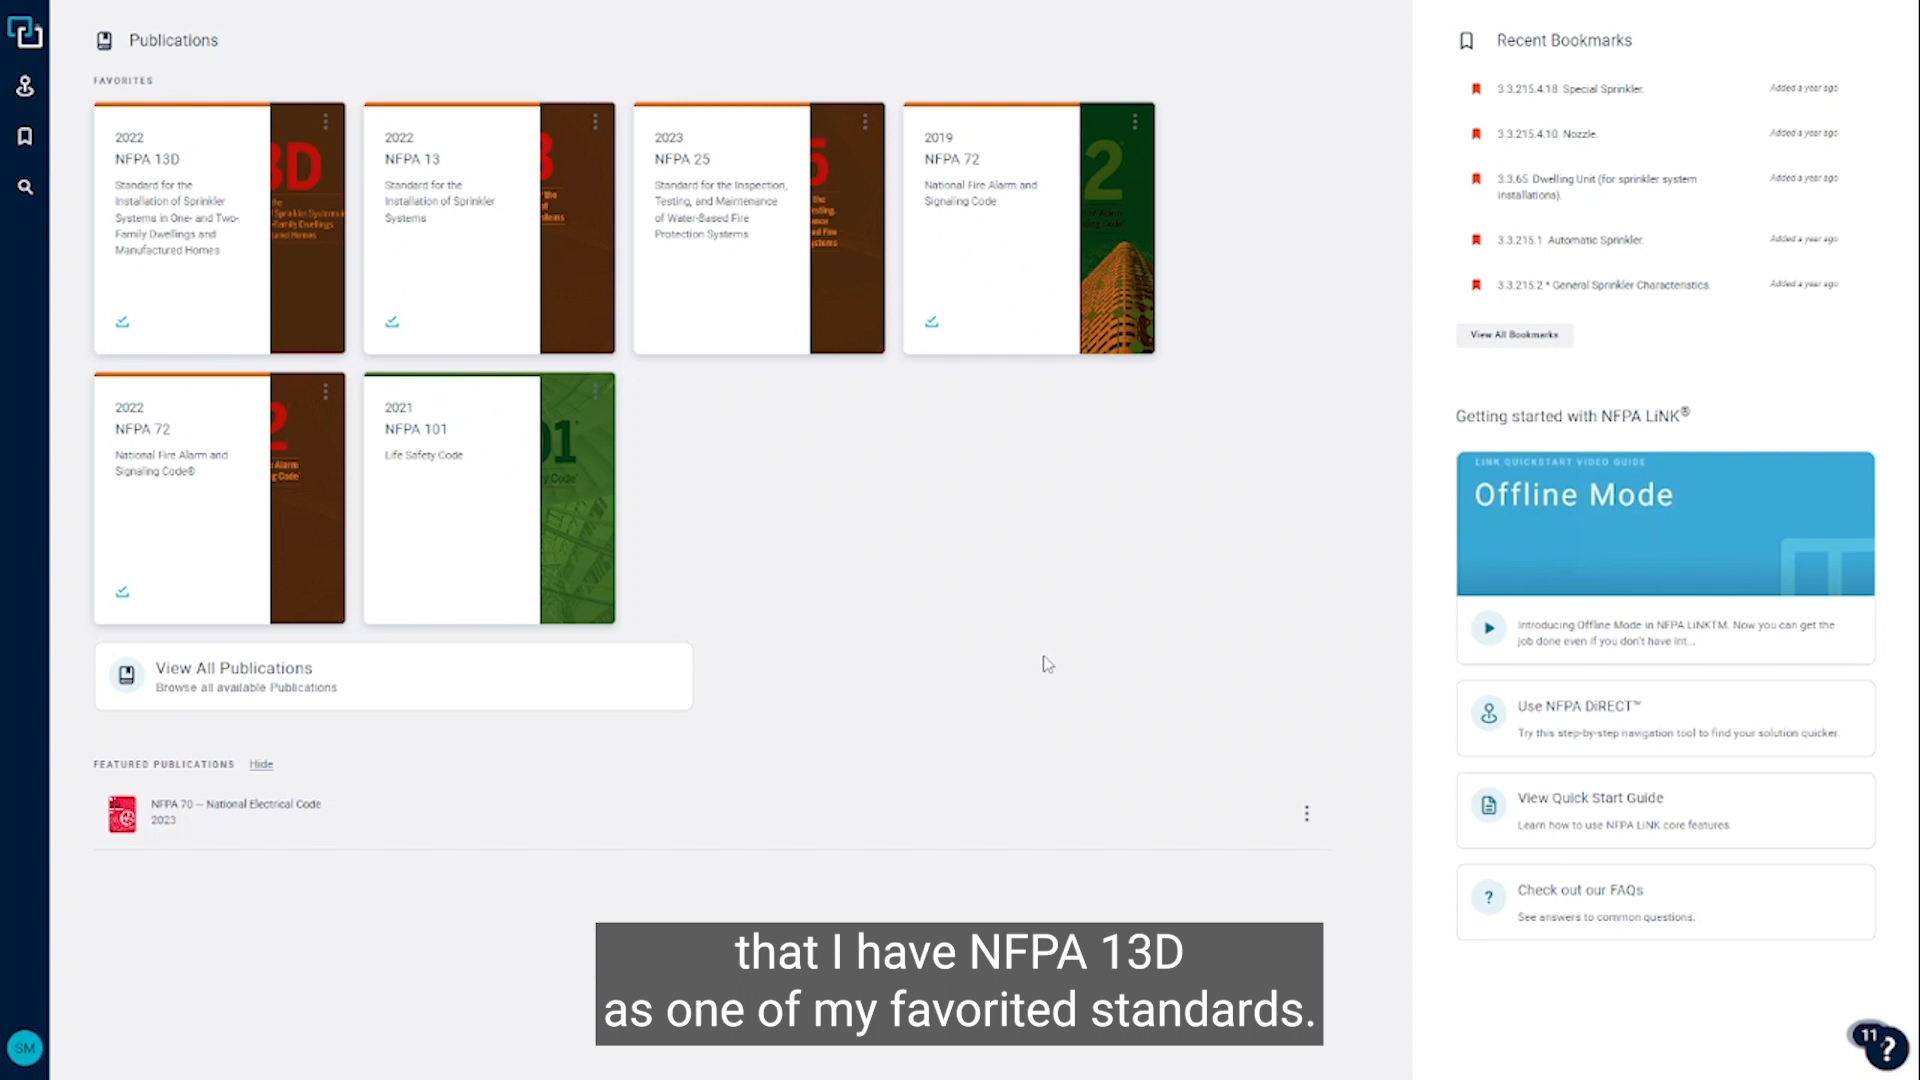 Publications
FAVORITES
2022
NFPA 13D
Standard for the
Installation of Sprinkler
Systems in One- and Two-
Family Dwellings and
Manufactured Homes
3D
2022
NFPA 13
Standard for the
Installation of Sprinkler
Systems
2023
NFPA 25
Standard for the Inspection,
Testing, and Maintenance
of Water-Based Fire
Protection Systems
2019
NFPA 72
National Fire Alarm and
Signaling Code
2
2022
NFPA 72
National Fire Alarm and
Signaling Code®
2021
NFPA 101
Life Safety Code
View All Publications
Browse all available Publications
FEATURED PUBLICATIONS Hide
NFPA 70 — National Electrical Code
2023
Recent Bookmarks
3.3.215.4.18 Special Sprinkler. Added a year ago
3.3.215.4.10 Nozzle. Added a year ago
3.3.65 Dwelling Unit (for sprinkler system Added a year ago
installations).
3.3.215.1 Automatic Sprinkler. Added a year ago
3.3.215.2 * General Sprinkler Characteristics. Added a year ago
View All Bookmarks
Getting started with NFPA LiNK®
LINK QUICKSTART VIDEO GUIDE
Offline Mode
Introducing Offline Mode in NFPA LiNKTM. Now you can get the
job done even if you don't have int...
Use NFPA DiRECT™
Try this step-by-step navigation tool to find your solution quicker.
View Quick Start Guide
Learn how to use NFPA LiNK core features.
Check out our FAQs
See answers to common questions.
that I have NFPA 13D
as one of my favorited standards.
SM
11
?